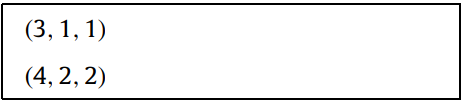 (3, 1, 1)
(4, 2, 2)